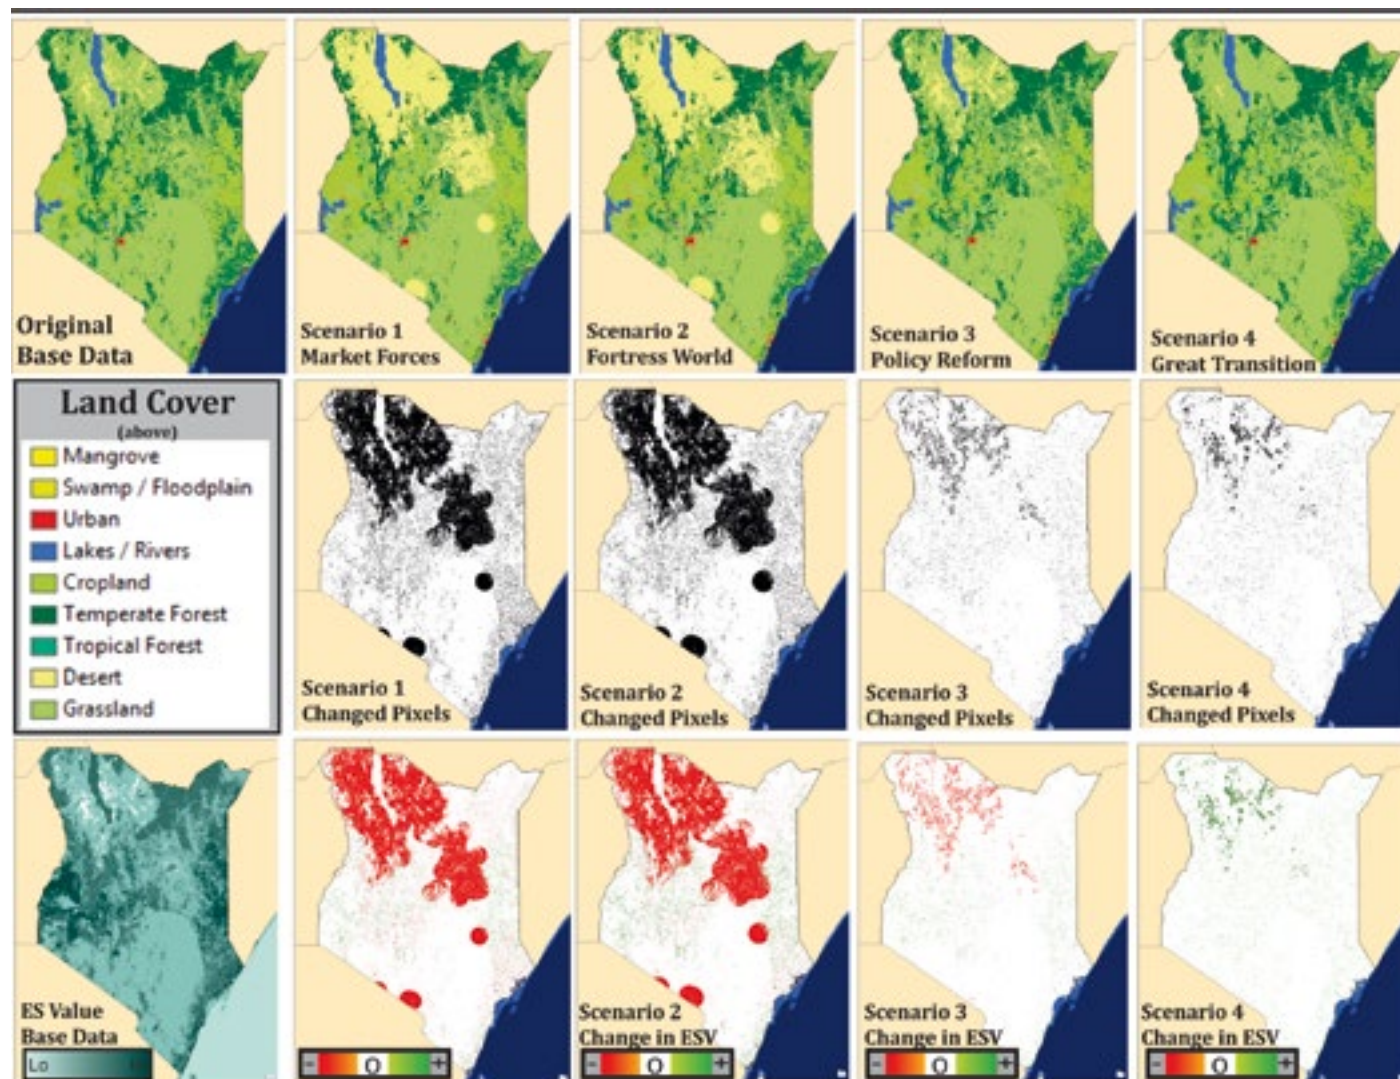 Original
Base Data
Scenario 1
Market Forces
Scenario 2
Fortress World
Scenario 3
Policy Reform
Scenario 4
Great Transition
Land Cover
(above)
Mangrove
Swamp / Floodplain
Urban
Lakes / Rivers
Cropland
Temperate Forest
Tropical Forest
Desert
Grassland
Scenario 1
Changed Pixels
Scenario 2
Changed Pixels
Scenario 3
Changed Pixels
Scenario 4
Changed Pixels
ES Value
Base Data
Lo
- O +
Scenario 2
Change in ESV
- O +
Scenario 3
Change in ESV
- O +
Scenario 4
Change in ESV
- O +